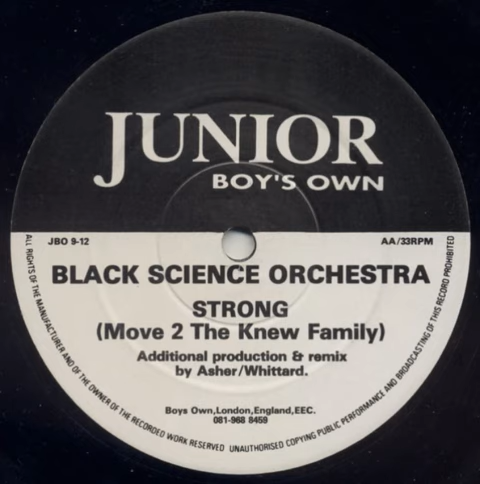 JUNIOR
BOY'S OWN
JBO 9-12
AA/33RPM
BLACK SCIENCE ORCHESTRA
STRONG
(Move 2 The Knew Family)
Additional production & remix
by Asher/Whittard.
Boys Own,London,England,EEC.
081-968 8459
ALL RIGHTS OF THE MANUFACTURER AND OF THE OWNER OF THE RECORDED WORK RESERVED UNAUTHORISED COPYING PUBLIC PERFORMANCE AND BROADCASTING OF THIS RECORD PROHIBITED